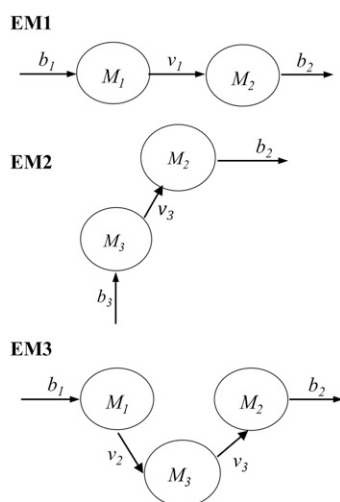 EM1
b₁ M₁ v₁ M₂ b₂
EM2
M₂ b₂
v₃
M₃
b₃
EM3
b₁ M₁ M₂ b₂
v₂ M₃ v₃